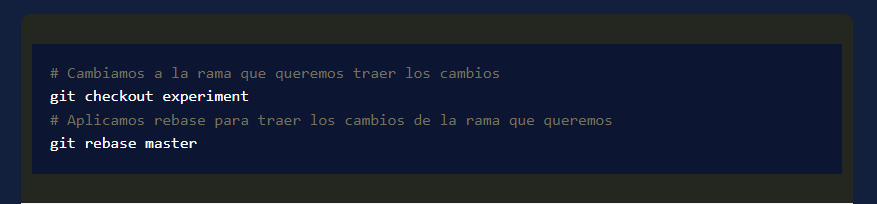 # Cambiamos a la rama que queremos traer los cambios
git checkout experiment
# Aplicamos rebase para traer los cambios de la rama que queremos
git rebase master